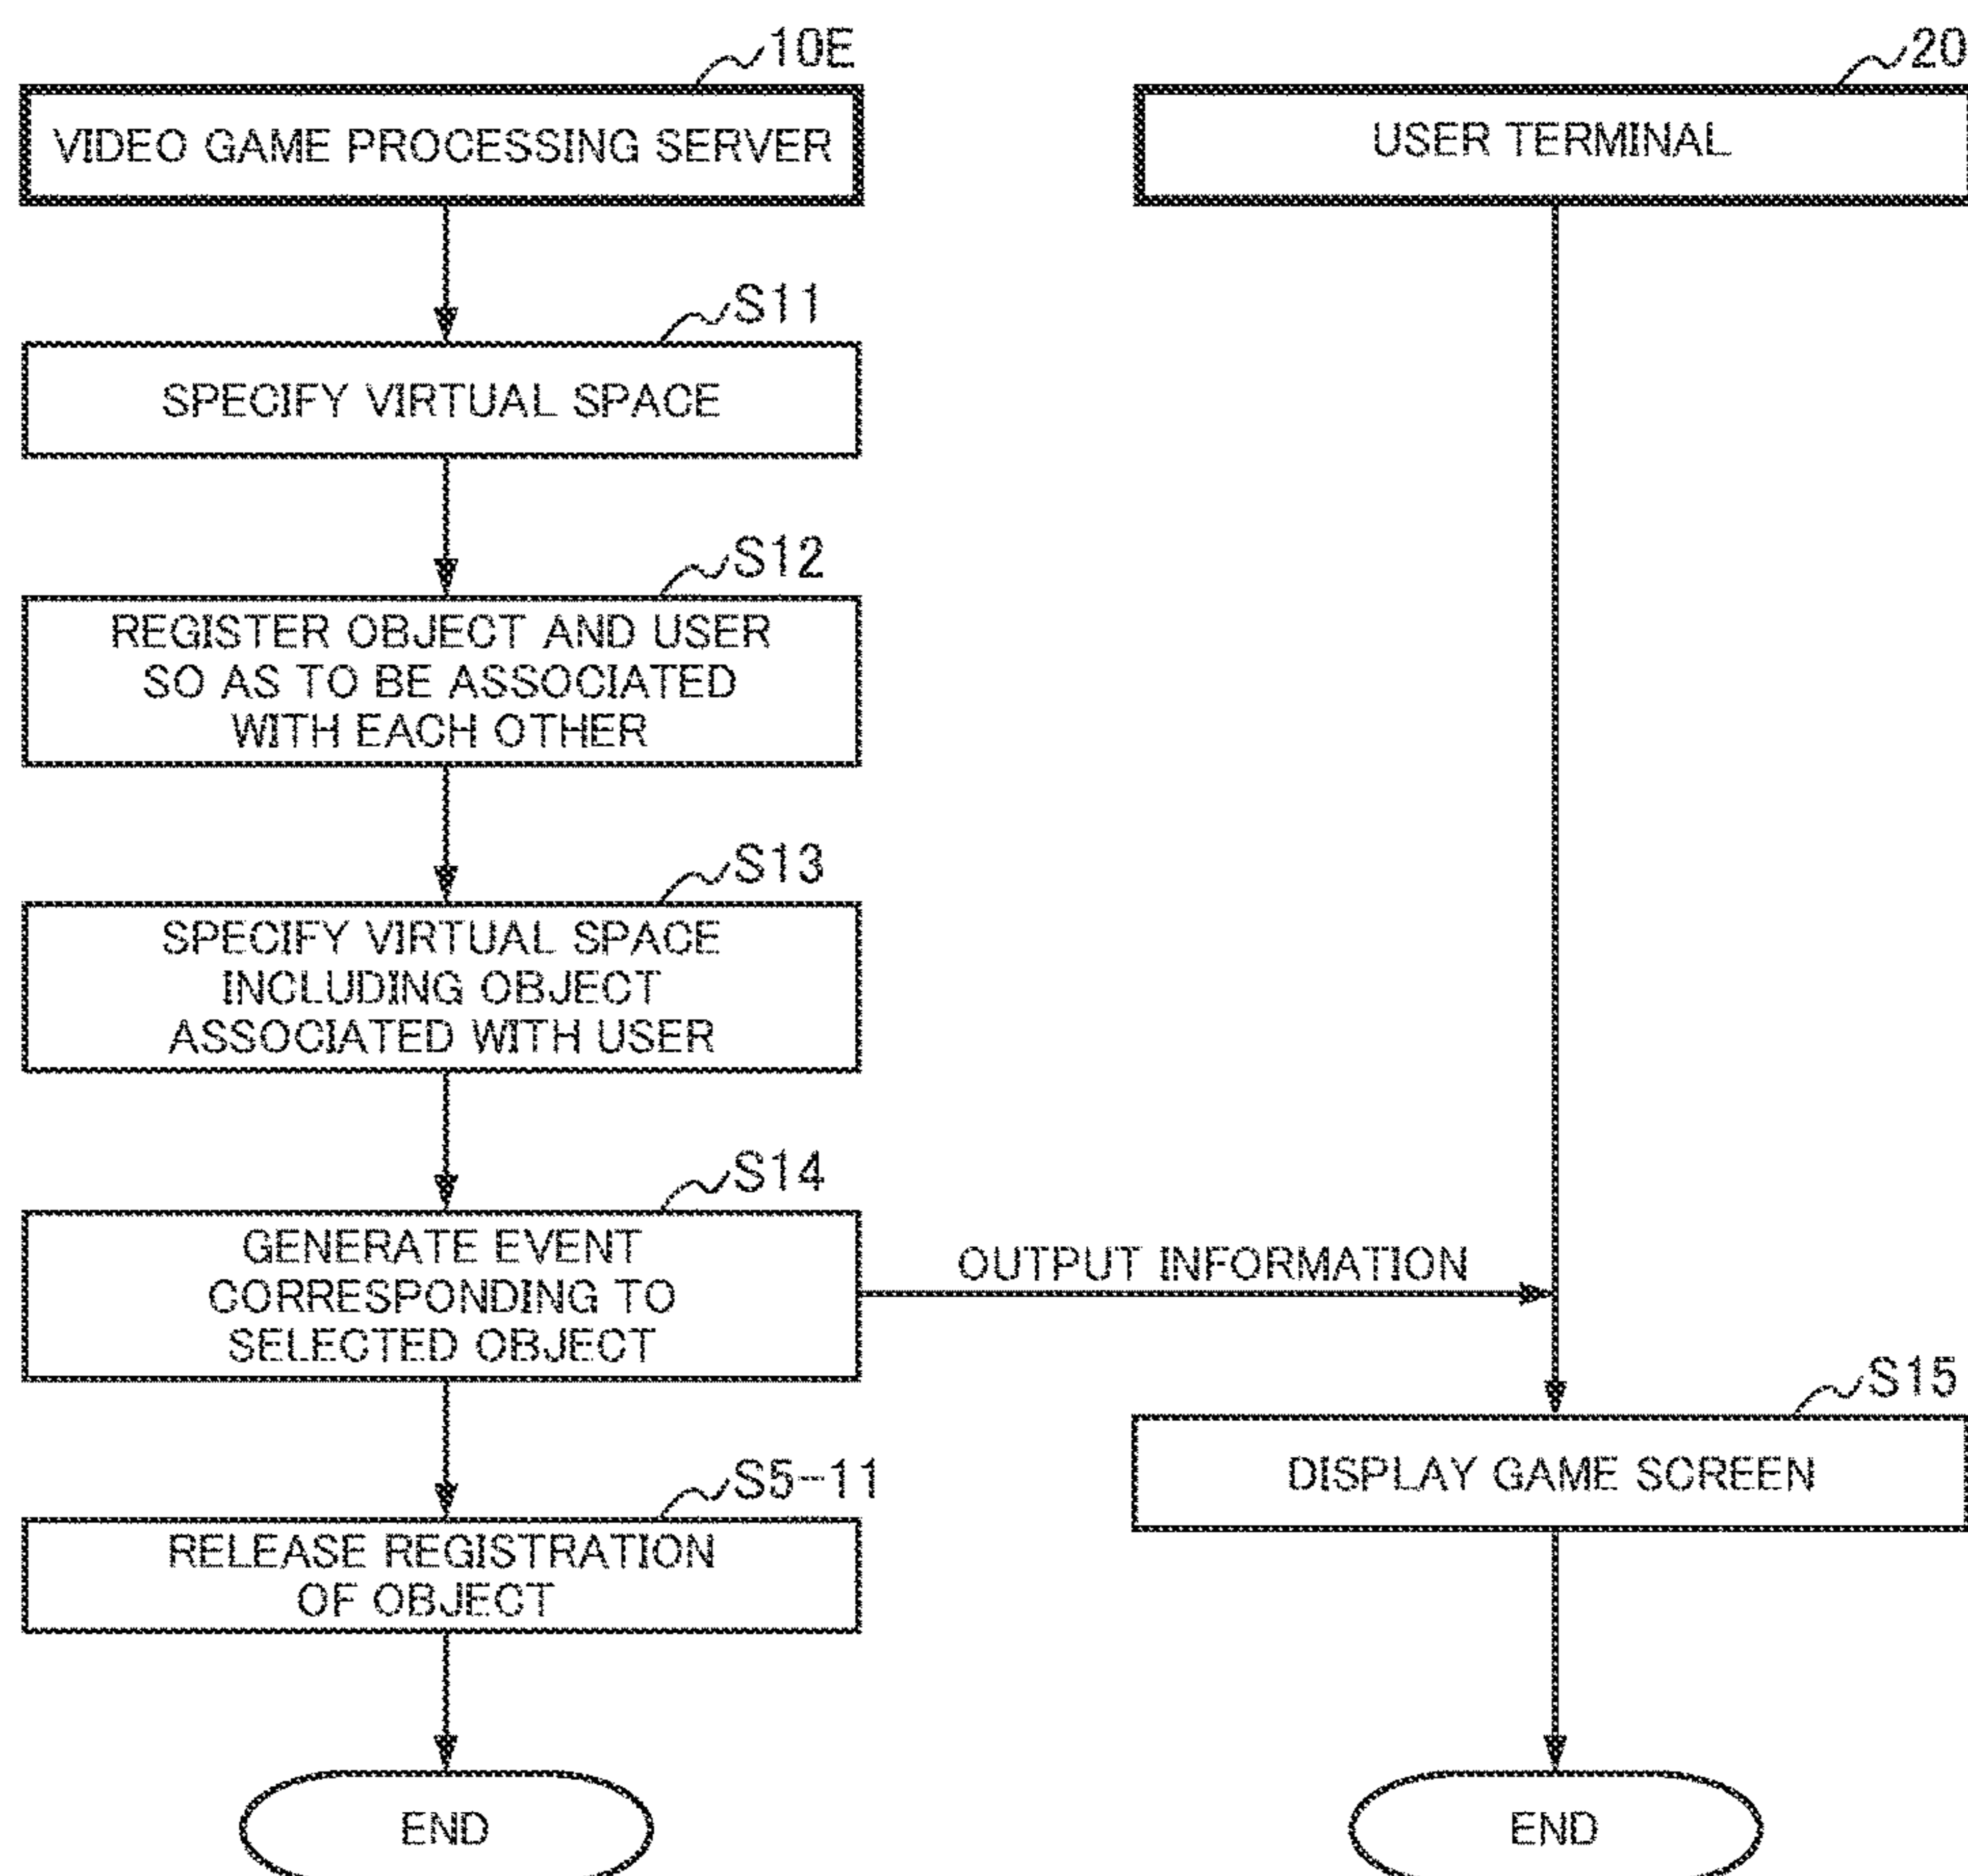 10E
VIDEO GAME PROCESSING SERVER
S11
SPECIFY VIRTUAL SPACE
S12
REGISTER OBJECT AND USER
SO AS TO BE ASSOCIATED
WITH EACH OTHER
S13
SPECIFY VIRTUAL SPACE
INCLUDING OBJECT
ASSOCIATED WITH USER
S14
GENERATE EVENT
CORRESPONDING TO
SELECTED OBJECT
OUTPUT INFORMATION
S5-11
RELEASE REGISTRATION
OF OBJECT
END
20
USER TERMINAL
S15
DISPLAY GAME SCREEN
END